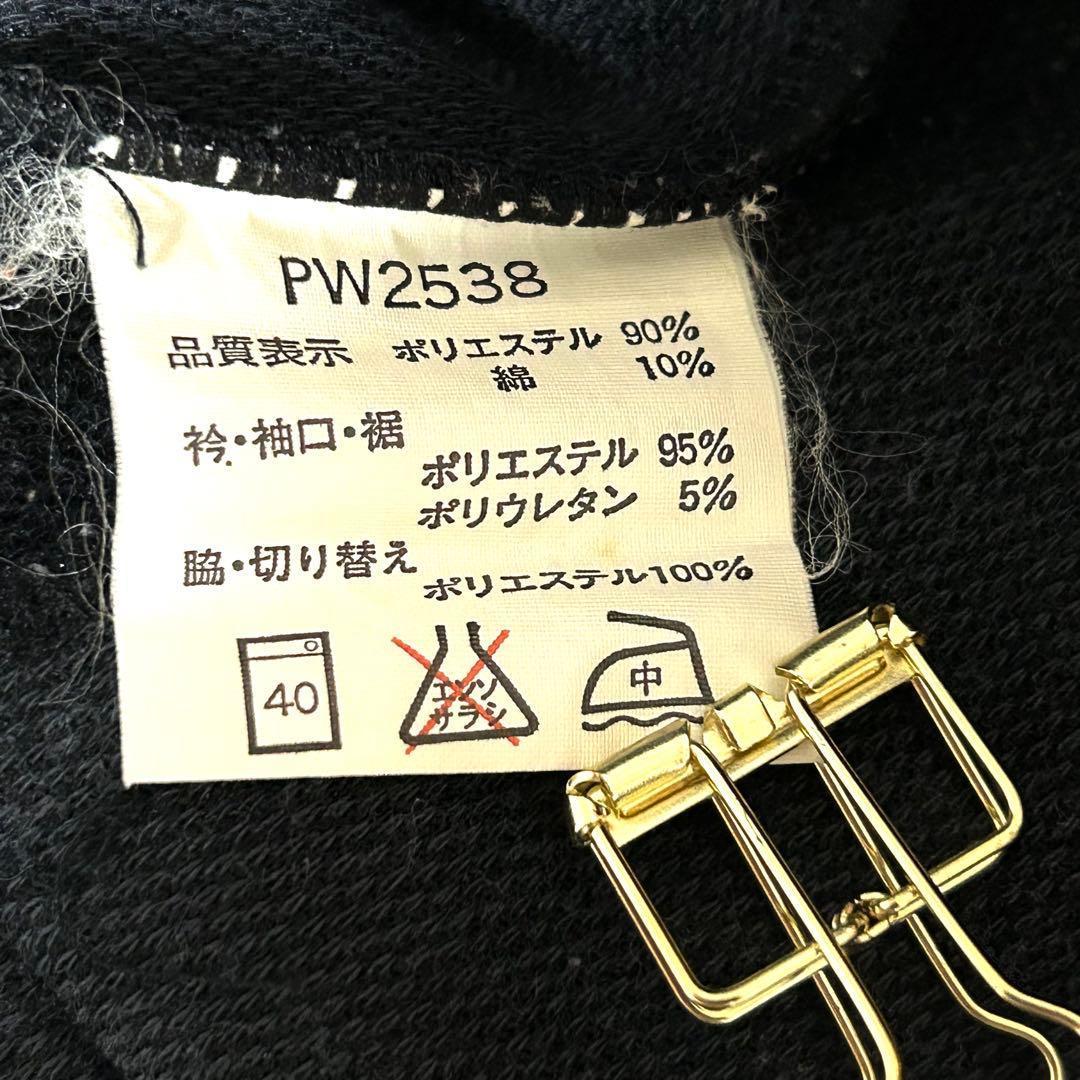 PW2538
品質表示 ポリエステル 90%
綿 10%
衿・袖口・裾
ポリエステル 95%
ポリウレタン 5%
脇・切り替え
ポリエステル100%
40
エンソ
サラシ
中